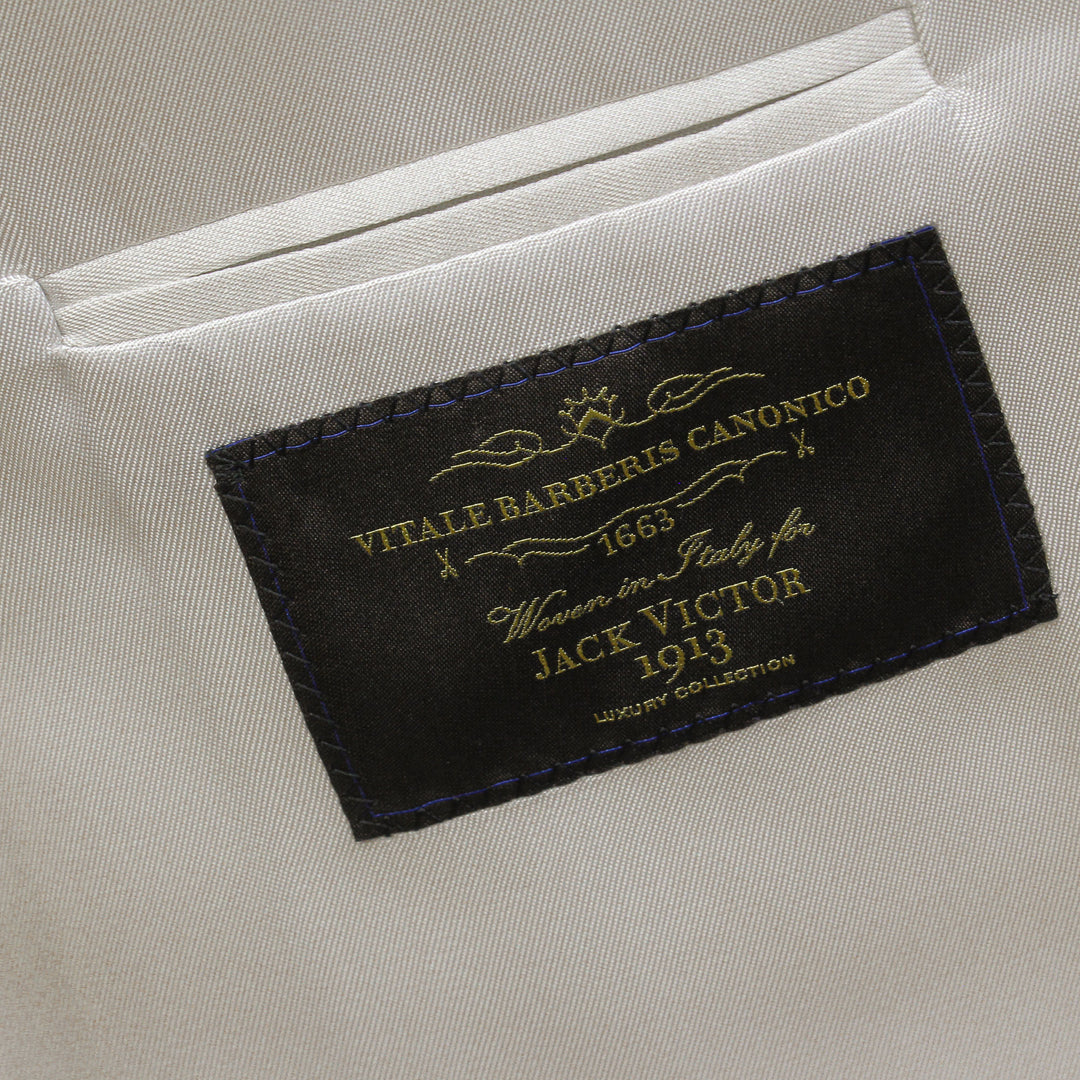 VITALE BARBERIS CANONICO
1663
Woven in Italy for
JACK VICTOR
1913
LUXURY COLLECTION